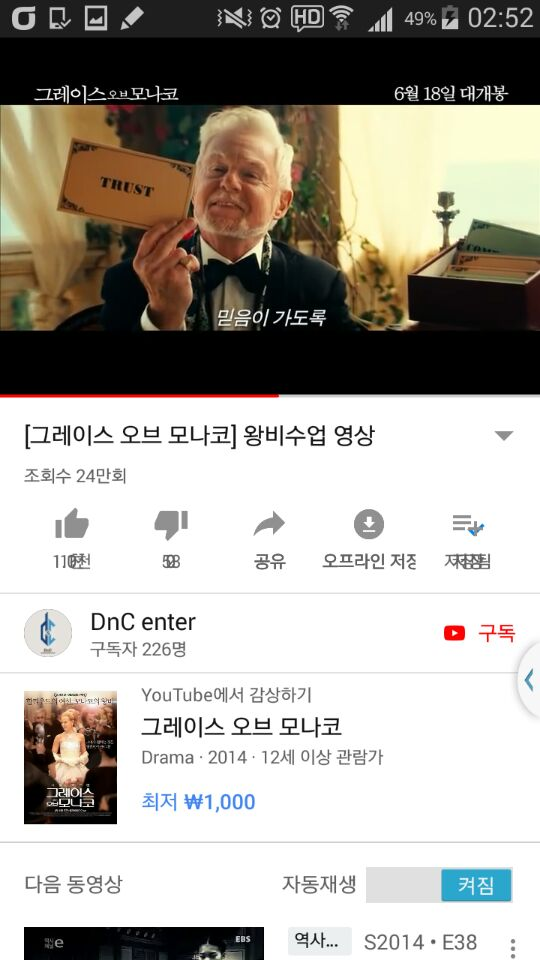 HD 49% 02:52
그레이스 오브 모나코 6월 18일 대개봉
TRUST
믿음이 가도록
[그레이스 오브 모나코] 왕비수업 영상
조회수 24만회
공유 오프라인 저장
DnC enter
구독자 226명
구독
YouTube에서 감상하기
그레이스 오브 모나코
Drama · 2014 · 12세 이상 관람가
최저 ₩1,000
그레이스
오브 모나코
다음 동영상 자동재생 켜짐
역사채널 e EBS 역사... S2014 • E38